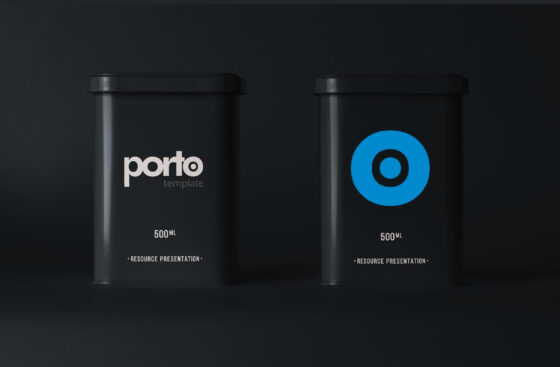 porto
template
500ML
• RESOURCE PRESENTATION •
500ML
• RESOURCE PRESENTATION •